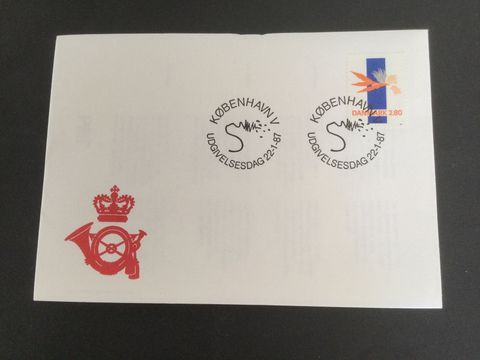 KØBENHAVN V
UDGIVELSESDAG 22-1-87
KØBENHAVN
UDGIVELSESDAG 22-1-87
DANMARK 2.80